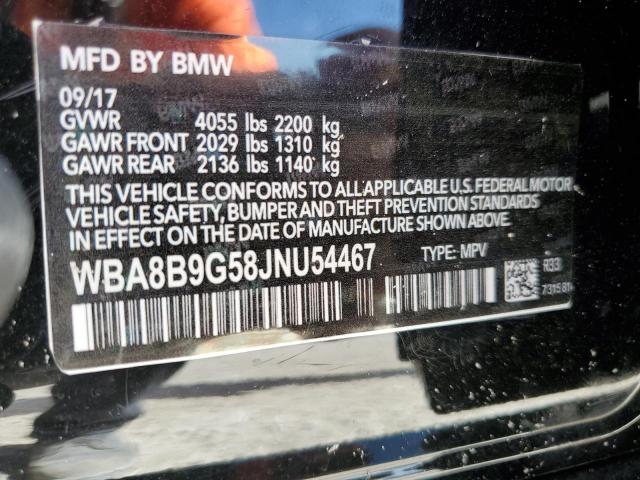 MFD BY BMW
09/17
GVWR 4055 lbs 2200 kg
GAWR FRONT 2029 lbs 1310 kg
GAWR REAR 2136 lbs 1140 kg
THIS VEHICLE CONFORMS TO ALL APPLICABLE U.S. FEDERAL MOTOR
VEHICLE SAFETY, BUMPER AND THEFT PREVENTION STANDARDS
IN EFFECT ON THE DATE OF MANUFACTURE SHOWN ABOVE.
WBA8B9G58JNU54467 TYPE: MPV
R33
731581